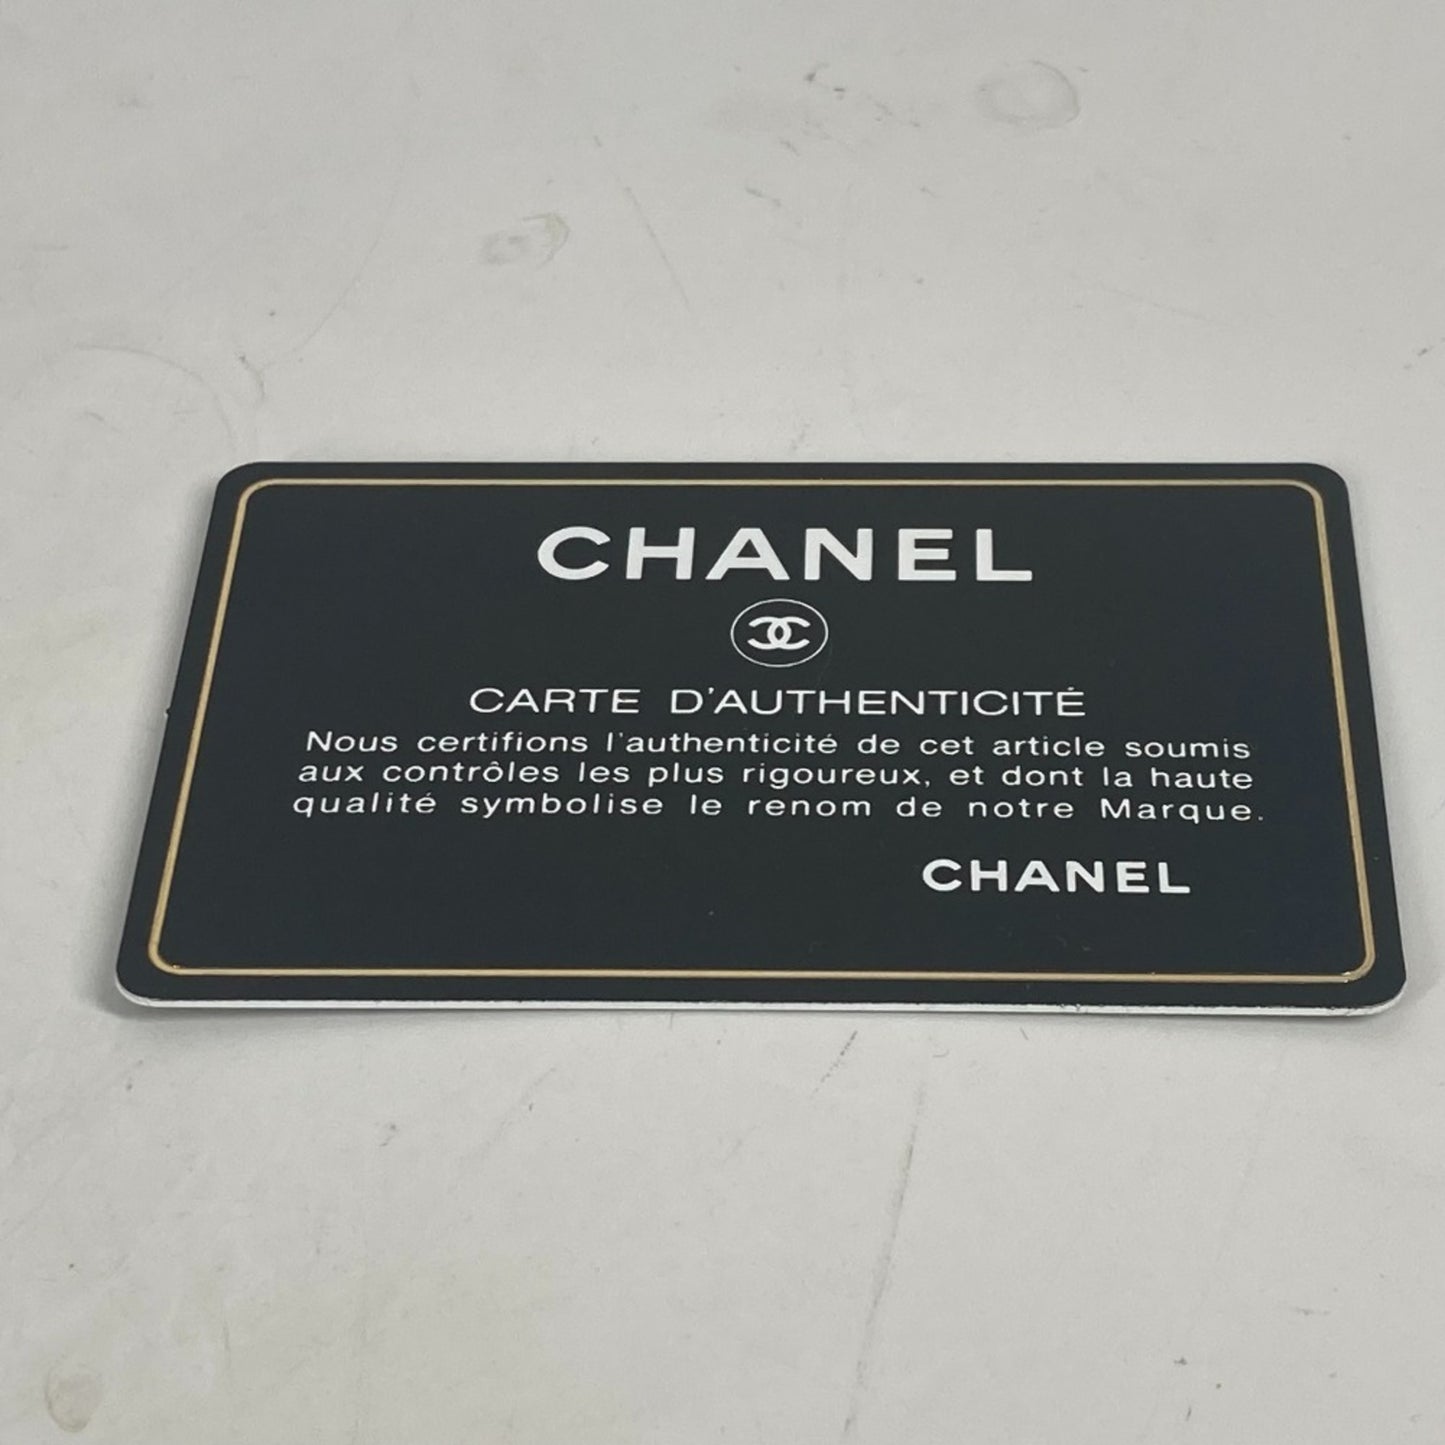 CHANEL
CARTE D'AUTHENTICITÉ
Nous certifions l'authenticité de cet article soumis
aux contrôles les plus rigoureux, et dont la haute
qualité symbolise le renom de notre Marque.
CHANEL